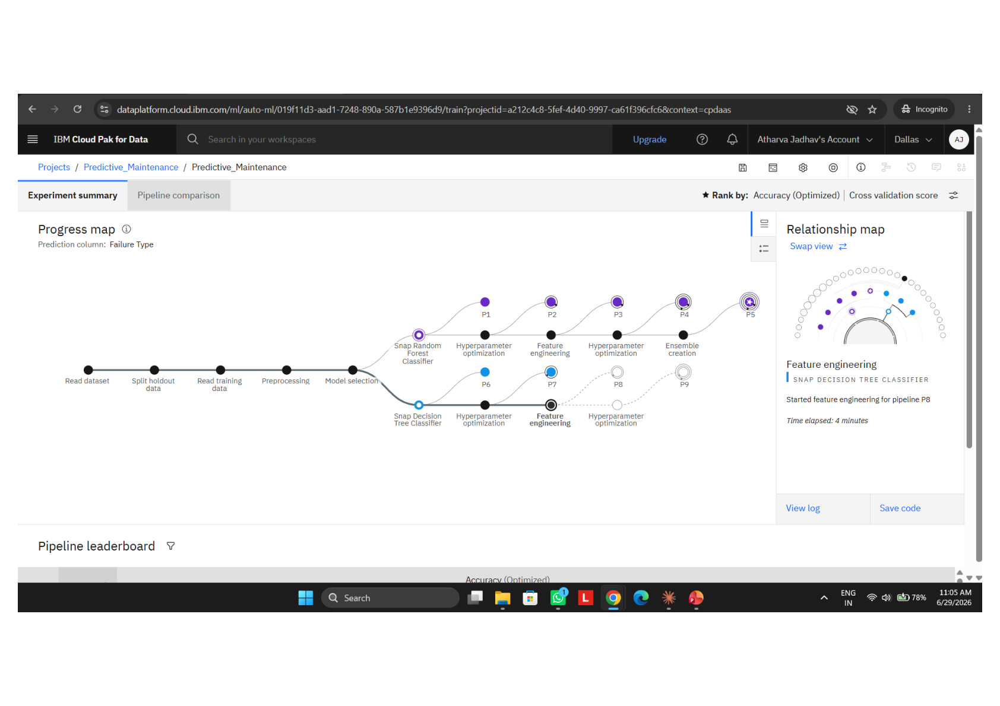 dataplatform.cloud.ibm.com/ml/auto-ml/019f11d3-aad1-7248-890a-587b1e9396d9/train?projectid=a212c4c8-5fef-4d40-9997-ca61f396cfc6&context=cpdaas
Incognito
IBM Cloud Pak for Data
Search in your workspaces
Upgrade
Atharva Jadhav's Account
Dallas
AJ
Projects / Predictive_Maintenance / Predictive_Maintenance
Experiment summary
Pipeline comparison
Rank by: Accuracy (Optimized) | Cross validation score
Progress map
Prediction column: Failure Type
P1
P2
P3
P4
P5
Snap Random
Forest
Classifier
Hyperparameter
optimization
Feature
engineering
Hyperparameter
optimization
Ensemble
creation
Read dataset
Split holdout
data
Read training
data
Preprocessing
Model selection
P6
P7
P8
P9
Snap Decision
Tree Classifier
Hyperparameter
optimization
Feature
engineering
Hyperparameter
optimization
Relationship map
Swap view
Feature engineering
SNAP DECISION TREE CLASSIFIER
Started feature engineering for pipeline P8
Time elapsed: 4 minutes
View log
Save code
Pipeline leaderboard
Accuracy (Optimized)
Search
1
L
P
ENG
IN
78%
11:05 AM
6/29/2026